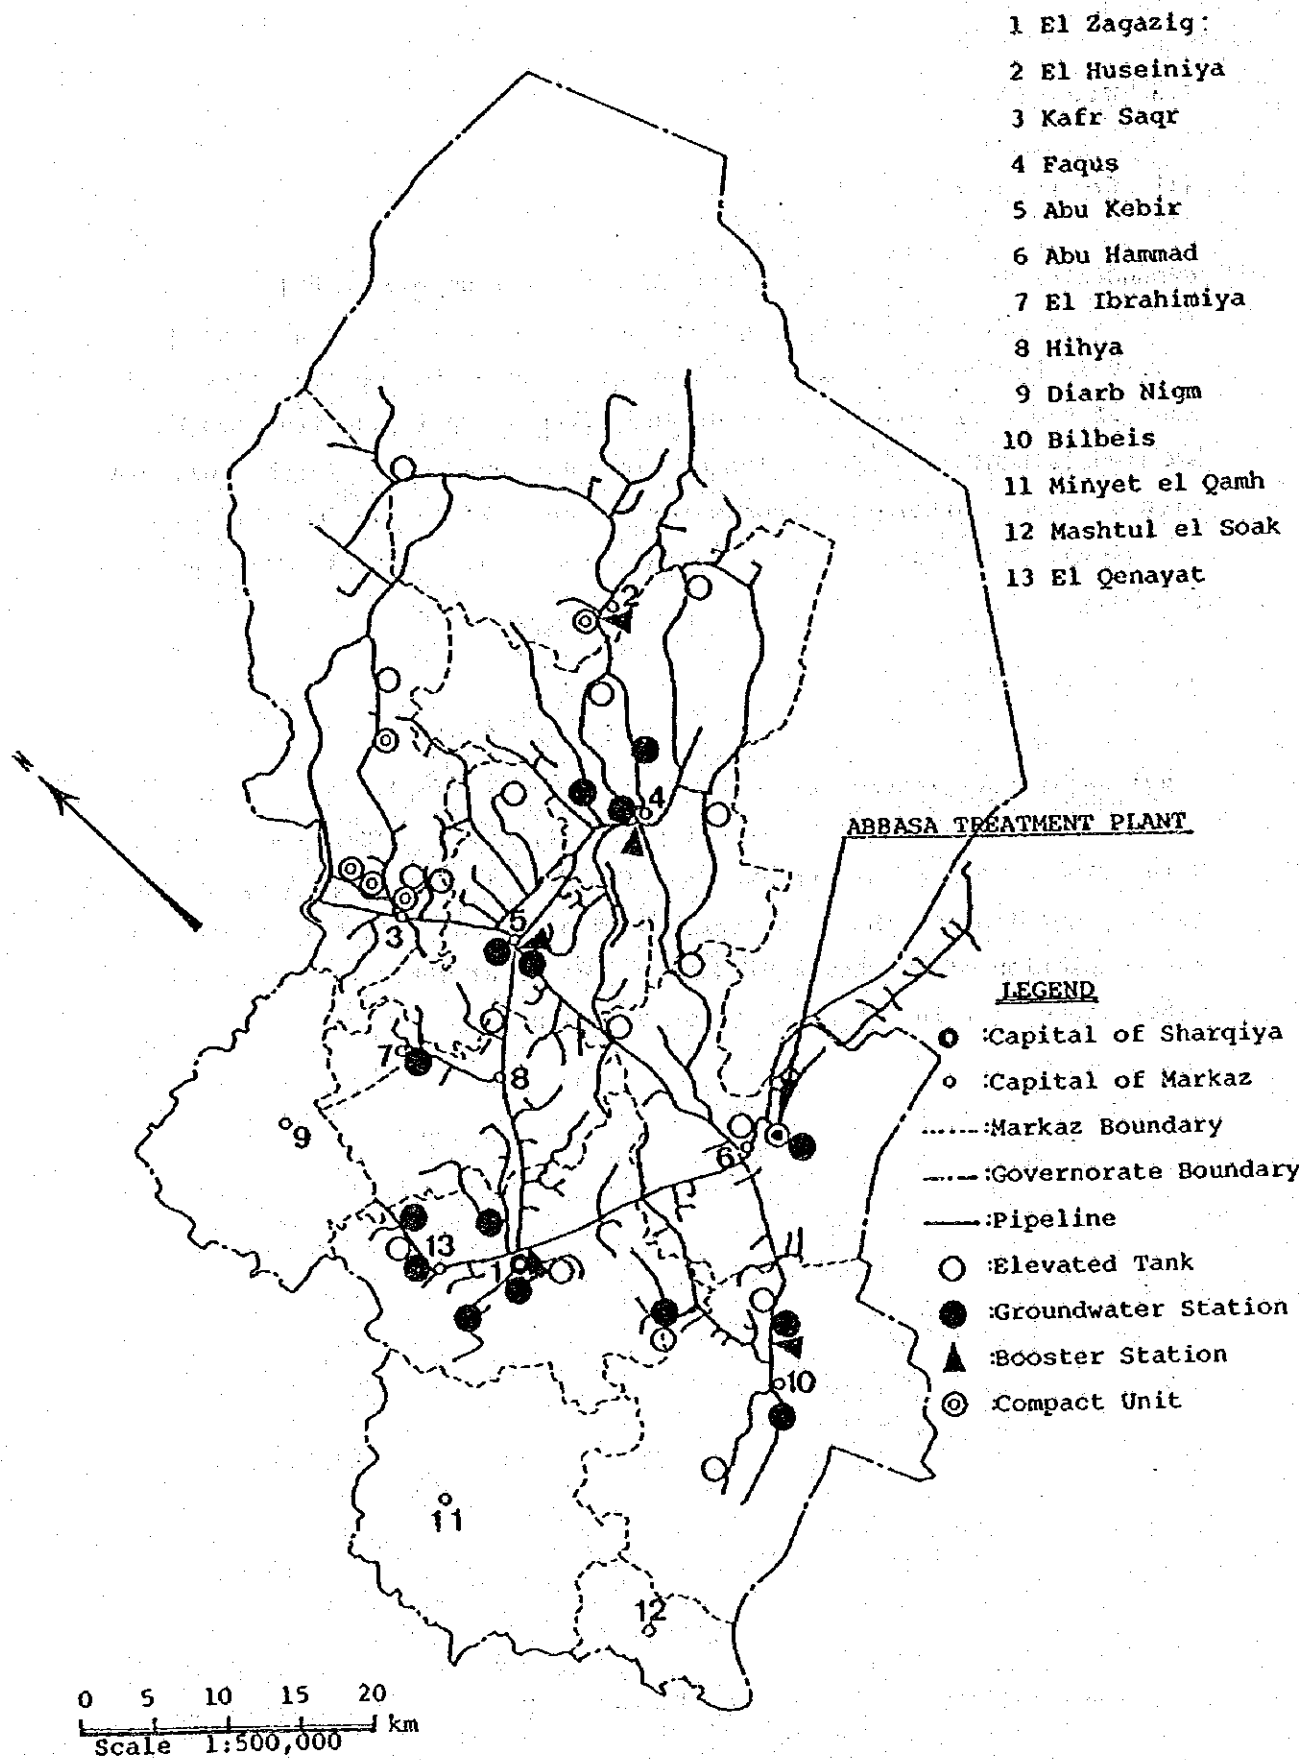 1 El Zagazig:
2 El Huseiniya
3 Kafr Saqr
4 Faqus
5 Abu Kebir
6 Abu Hammad
7 El Ibrahimiya
8 Hihya
9 Diarb Nigm
10 Bilbeis
11 Minyet el Qamh
12 Mashtul el Soak
13 El Qenayat
2
N
4
ABBASA TREATMENT PLANT
5
3
LEGEND
:Capital of Sharqiya
7
8
:Capital of Markaz
9
:Markaz Boundary
6
:Governorate Boundary
:Pipeline
13
1
:Elevated Tank
:Groundwater Station
:Booster Station
10
:Compact Unit
11
12
0 5 10 15 20
km
Scale 1:500,000